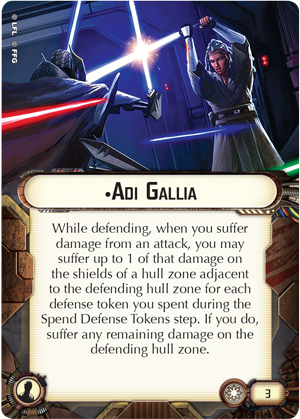 © LFL © FFG
•ADI GALLIA
While defending, when you suffer
damage from an attack, you may
suffer up to 1 of that damage on
the shields of a hull zone adjacent
to the defending hull zone for each
defense token you spent during the
Spend Defense Tokens step. If you do,
suffer any remaining damage on the
defending hull zone.
3